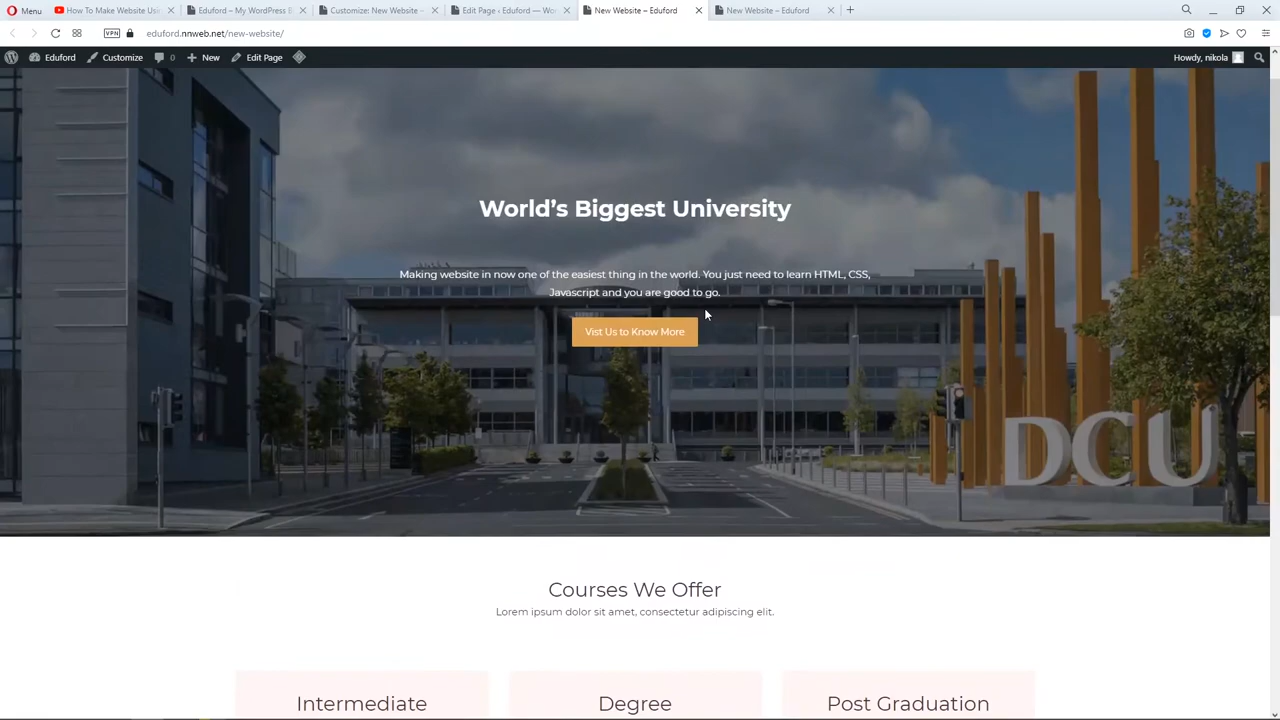 Menu
How To Make Website Usin
Eduford – My WordPress B
Customize: New Website –
Edit Page ‹ Eduford — Wo
New Website – Eduford
New Website – Eduford
VPN
eduford.nnweb.net/new-website/
Eduford
Customize
0
New
Edit Page
Howdy, nikola
World's Biggest University
Making website in now one of the easiest thing in the world. You just need to learn HTML, CSS,
Javascript and you are good to go.
Vist Us to Know More
DCU
Courses We Offer
Lorem ipsum dolor sit amet, consectetur adipiscing elit.
Intermediate
Degree
Post Graduation